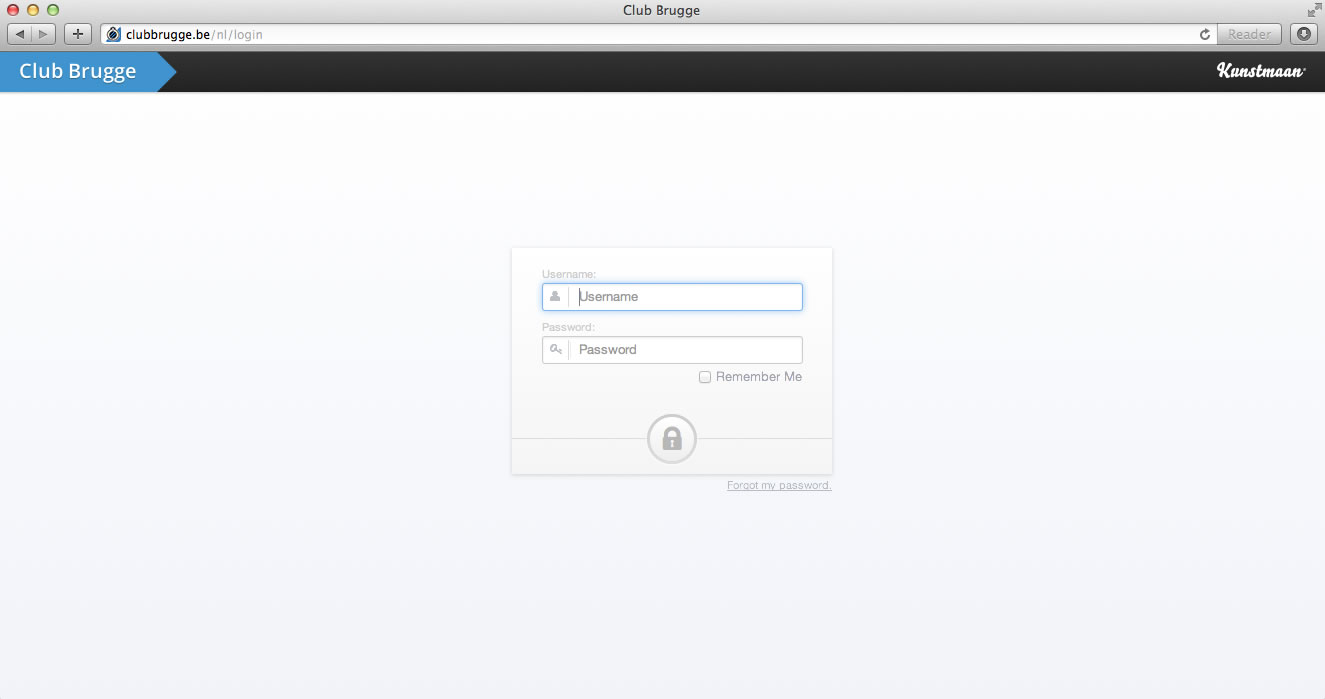 Club Brugge
clubbrugge.be/nl/login
Reader
Club Brugge
Kunstmaan
Username:
Username
Password:
Password
Remember Me
Forgot my password.